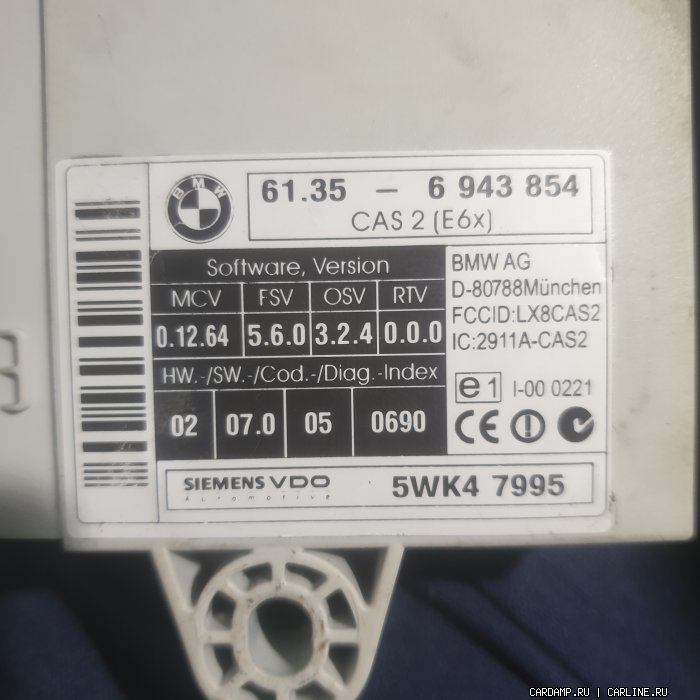 BMW
61.35 – 6 943 854
CAS 2 (E6x)
Software, Version
MCV FSV OSV RTV
0.12.64 5.6.0 3.2.4 0.0.0
HW.-/SW.-/Cod.-/Diag.-Index
02 07.0 05 0690
BMW AG
D-80788München
FCCID:LX8CAS2
IC:2911A-CAS2
e1 I-00 0221
CE
SIEMENS VDO
Automotive
5WK4 7995
CARDAMP.RU | CARLINE.RU